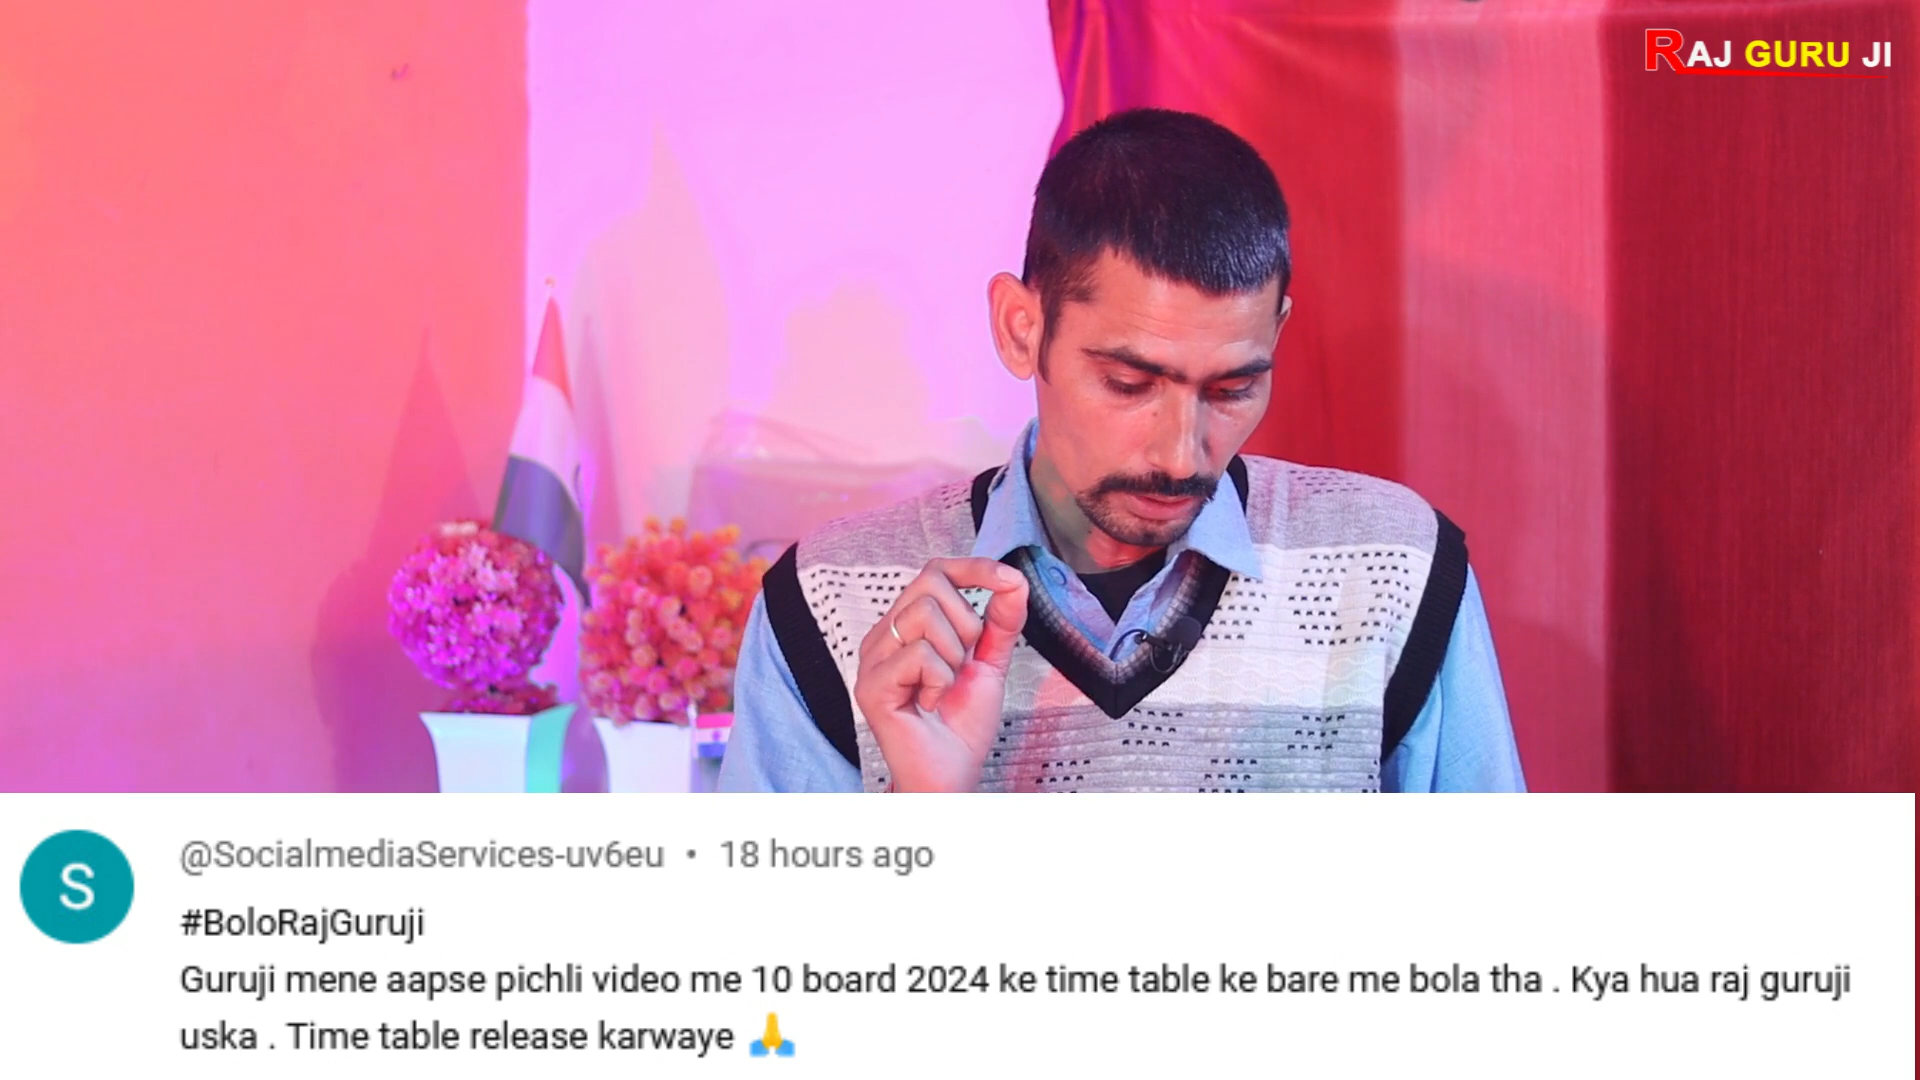 RAJ GURU JI
S
@SocialmediaServices-uv6eu • 18 hours ago
#BoloRajGuruji
Guruji mene aapse pichli video me 10 board 2024 ke time table ke bare me bola tha . Kya hua raj guruji
uska . Time table release karwaye 🙏